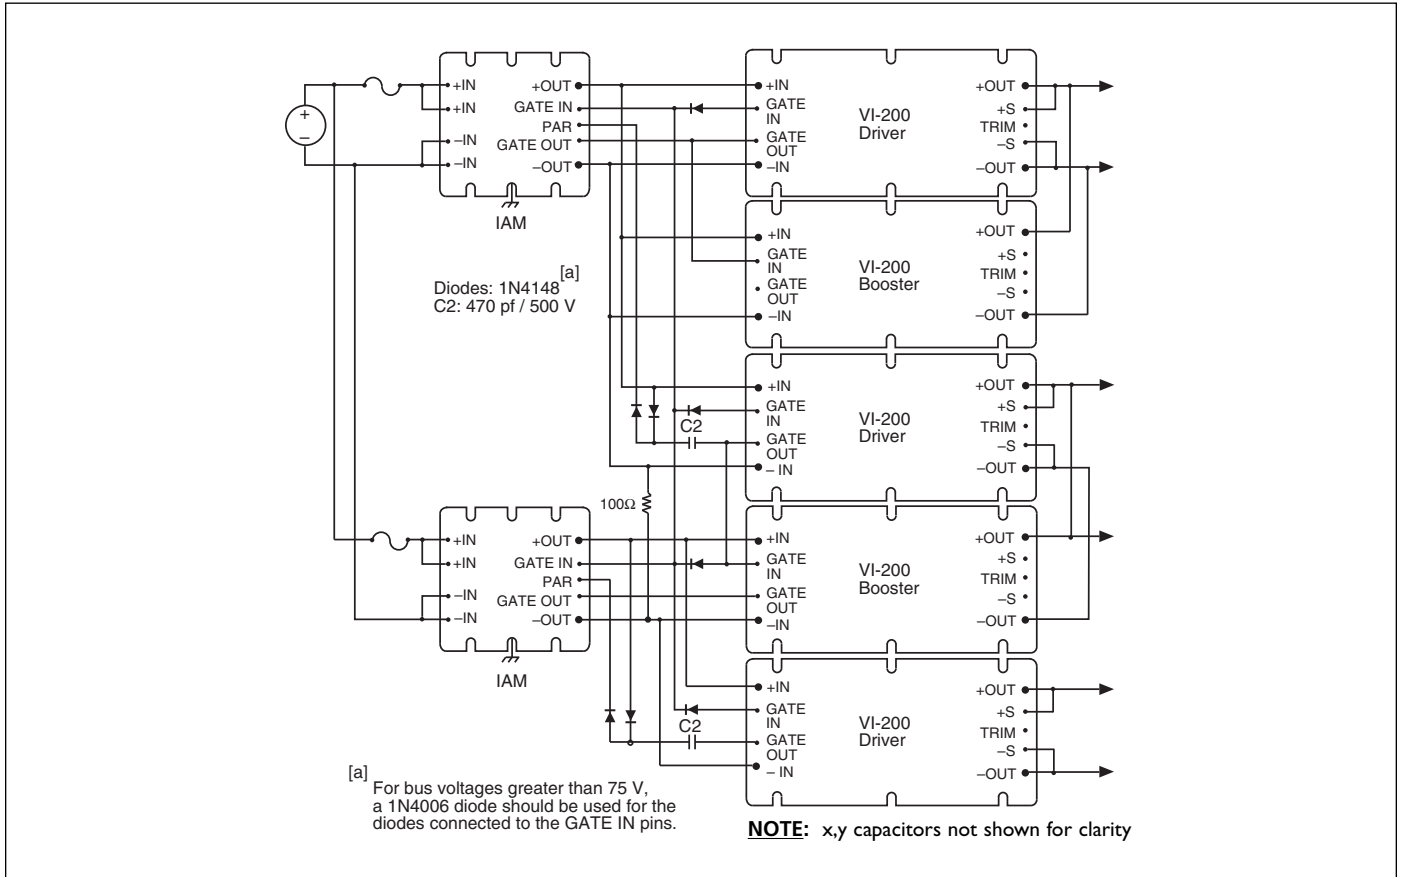 +
–
+IN
+IN
–IN
–IN
+OUT
GATE IN
PAR
GATE OUT
–OUT
IAM
[a]
Diodes: 1N4148
C2: 470 pf / 500 V
+IN
GATE
IN
GATE
OUT
–IN
VI-200
Driver
+OUT
+S
TRIM
–S
–OUT
+IN
GATE
IN
GATE
OUT
–IN
VI-200
Booster
+OUT
+S
TRIM
–S
–OUT
C2
+IN
GATE
IN
GATE
OUT
– IN
VI-200
Driver
+OUT
+S
TRIM
–S
–OUT
100Ω
+IN
+IN
–IN
–IN
+OUT
GATE IN
PAR
GATE OUT
–OUT
IAM
+IN
GATE
IN
GATE
OUT
–IN
VI-200
Booster
+OUT
+S
TRIM
–S
–OUT
C2
+IN
GATE
IN
GATE
OUT
– IN
VI-200
Driver
+OUT
+S
TRIM
–S
–OUT
[a]
For bus voltages greater than 75 V,
a 1N4006 diode should be used for the
diodes connected to the GATE IN pins.
NOTE: x,y capacitors not shown for clarity